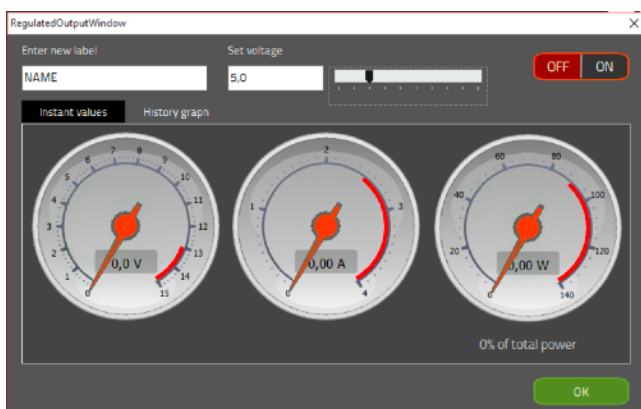 RegulatedOutputWindow
Enter new label
Set voltage
NAME
5,0
OFF
ON
Instant values
History graph
0
1
2
3
4
5
6
7
8
9
10
11
12
13
14
15
0,0 V
0
1
2
3
4
0,00 A
0
20
40
60
80
100
120
140
0,00 W
0% of total power
OK